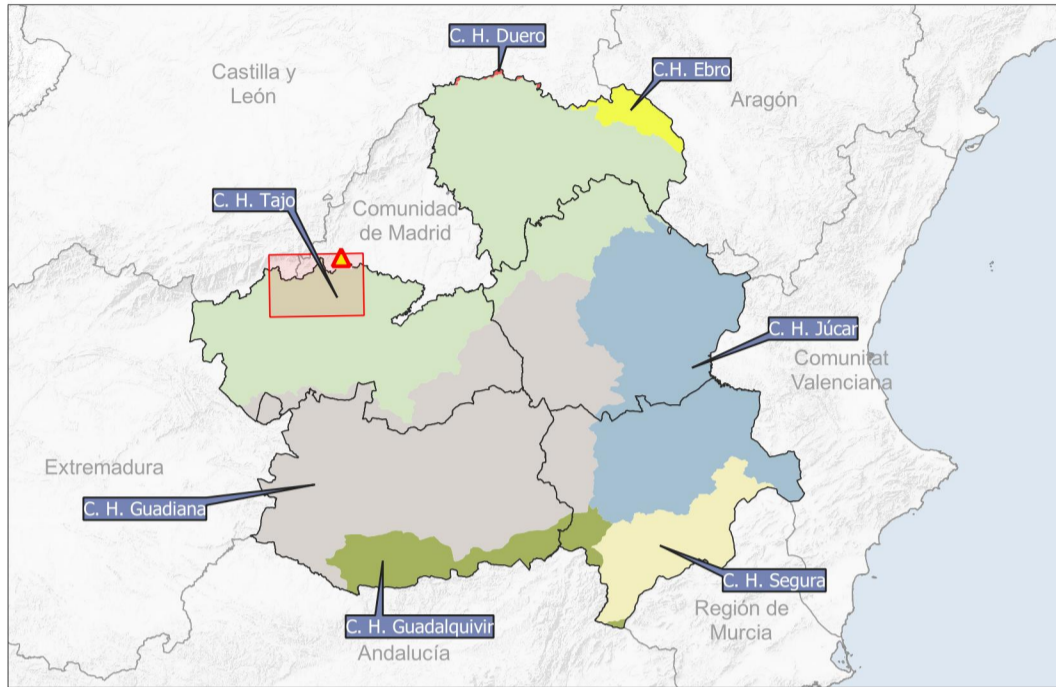 C. H. Duero
Castilla y
León
C.H. Ebro
Aragón
C. H. Tajo
Comunidad
de Madrid
C. H. Júcar
Comunitat
Valenciana
Extremadura
C. H. Guadiana
C. H. Segura
Región de
Murcia
C. H. Guadalquivir
Andalucía